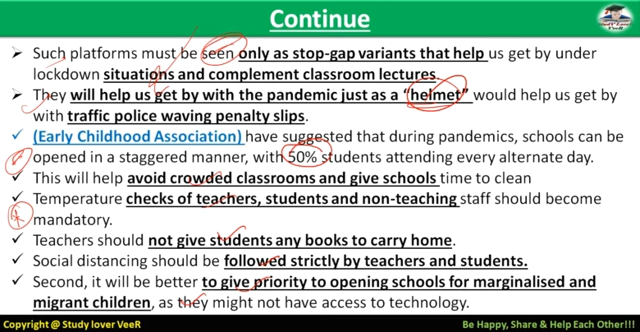 Continue
Study Lover
VeeR
➢ Such platforms must be seen only as stop-gap variants that help us get by under
lockdown situations and complement classroom lectures.
➢ They will help us get by with the pandemic just as a "helmet" would help us get by
with traffic police waving penalty slips.
✓ (Early Childhood Association) have suggested that during pandemics, schools can be
opened in a staggered manner, with 50% students attending every alternate day.
✓ This will help avoid crowded classrooms and give schools time to clean
✓ Temperature checks of teachers, students and non-teaching staff should become
mandatory.
✓ Teachers should not give students any books to carry home.
✓ Social distancing should be followed strictly by teachers and students.
✓ Second, it will be better to give priority to opening schools for marginalised and
migrant children, as they might not have access to technology.
Copyright @ Study lover VeeR Be Happy, Share & Help Each Other!!!